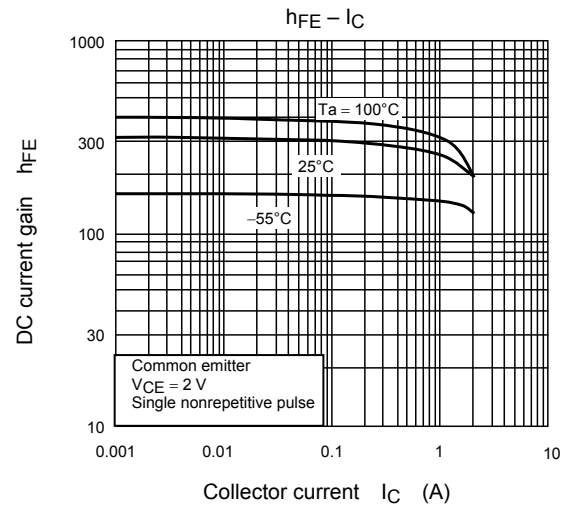 hFE – IC
1000
300
100
30
10
DC current gain hFE
Ta = 100°C
25°C
−55°C
Common emitter
VCE = 2 V
Single nonrepetitive pulse
0.001
0.01
0.1
1
10
Collector current IC (A)